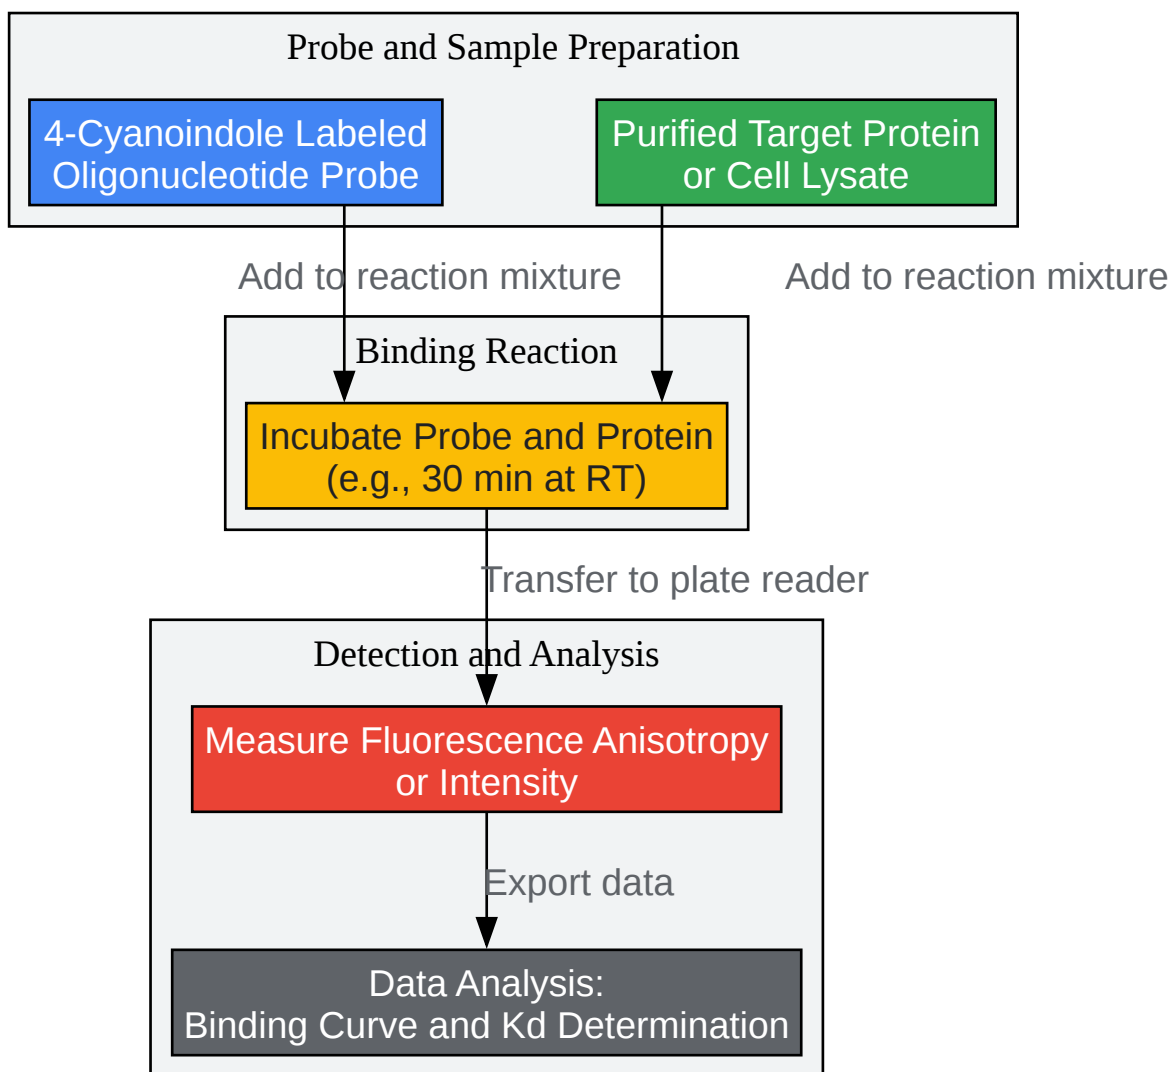 Probe and Sample Preparation
4-Cyanoindole Labeled
Oligonucleotide Probe
Purified Target Protein
or Cell Lysate
Add to reaction mixture
Add to reaction mixture
Binding Reaction
Incubate Probe and Protein
(e.g., 30 min at RT)
Transfer to plate reader
Detection and Analysis
Measure Fluorescence Anisotropy
or Intensity
Export data
Data Analysis:
Binding Curve and Kd Determination